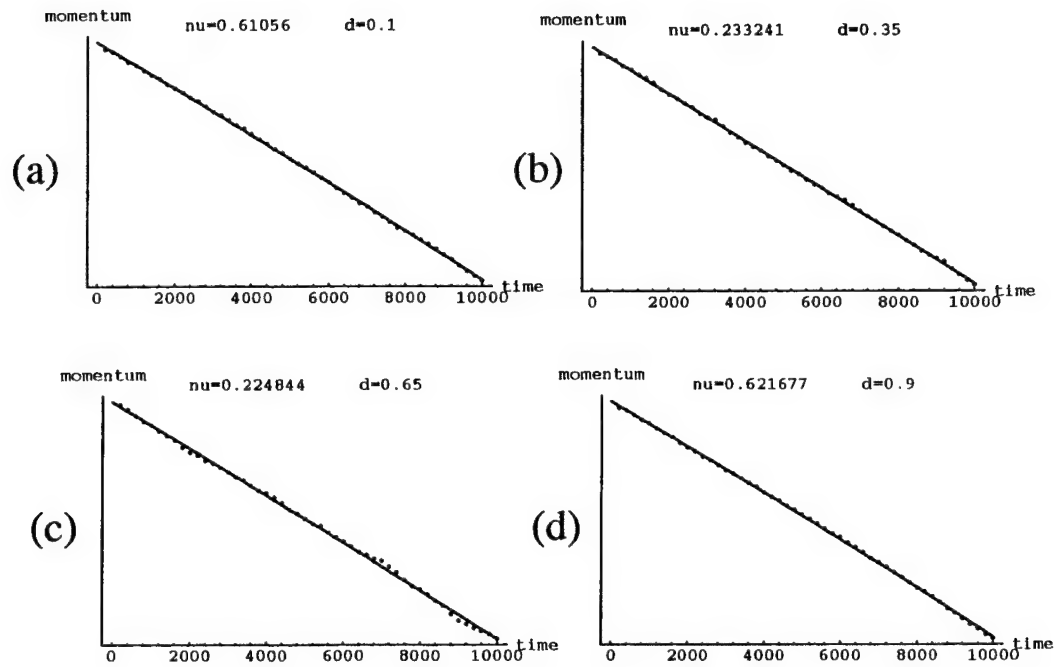 momentum nu=0.61056 d=0.1
(a)
0 2000 4000 6000 8000 10000 time
momentum nu=0.233241 d=0.35
(b)
0 2000 4000 6000 8000 10000 time
momentum nu=0.224844 d=0.65
(c)
0 2000 4000 6000 8000 10000 time
momentum nu=0.621677 d=0.9
(d)
0 2000 4000 6000 8000 10000 time